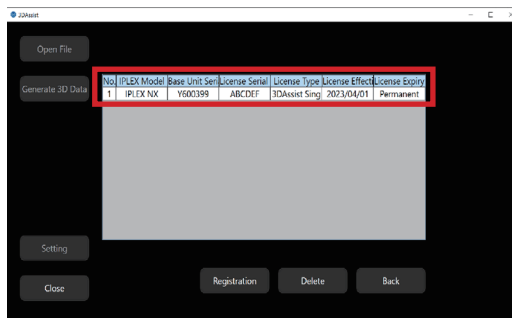 3DAssist
Open File
Generate 3D Data
No. IPLEX Model Base Unit Seri License Serial License Type License Effecti License Expiry
1 IPLEX NX Y600399 ABCDEF 3DAssist Sing 2023/04/01 Permanent
Setting
Close
Registration Delete Back